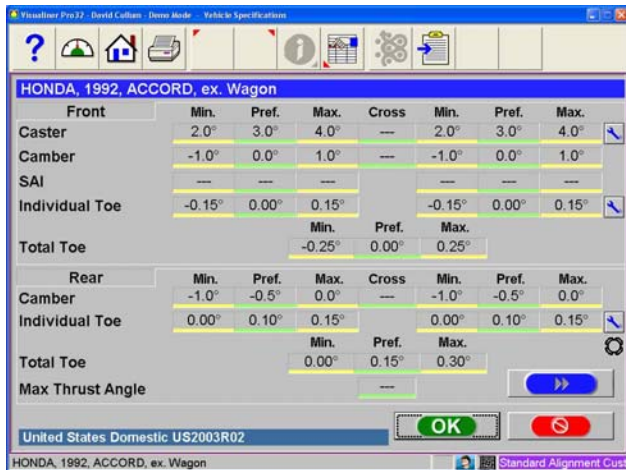 Visualiner Pro32 - David Cullum - Demo Mode - Vehicle Specifications
HONDA, 1992, ACCORD, ex. Wagon
Front Min. Pref. Max. Cross Min. Pref. Max.
Caster 2.0° 3.0° 4.0° --- 2.0° 3.0° 4.0°
Camber -1.0° 0.0° 1.0° --- -1.0° 0.0° 1.0°
SAI --- --- --- --- --- ---
Individual Toe -0.15° 0.00° 0.15° -0.15° 0.00° 0.15°
Min. Pref. Max.
Total Toe -0.25° 0.00° 0.25°
Rear Min. Pref. Max. Cross Min. Pref. Max.
Camber -1.0° -0.5° 0.0° --- -1.0° -0.5° 0.0°
Individual Toe 0.00° 0.10° 0.15° 0.00° 0.10° 0.15°
Min. Pref. Max.
Total Toe 0.00° 0.15° 0.30°
Max Thrust Angle ---
OK
United States Domestic US2003R02
HONDA, 1992, ACCORD, ex. Wagon Standard Alignment Cust